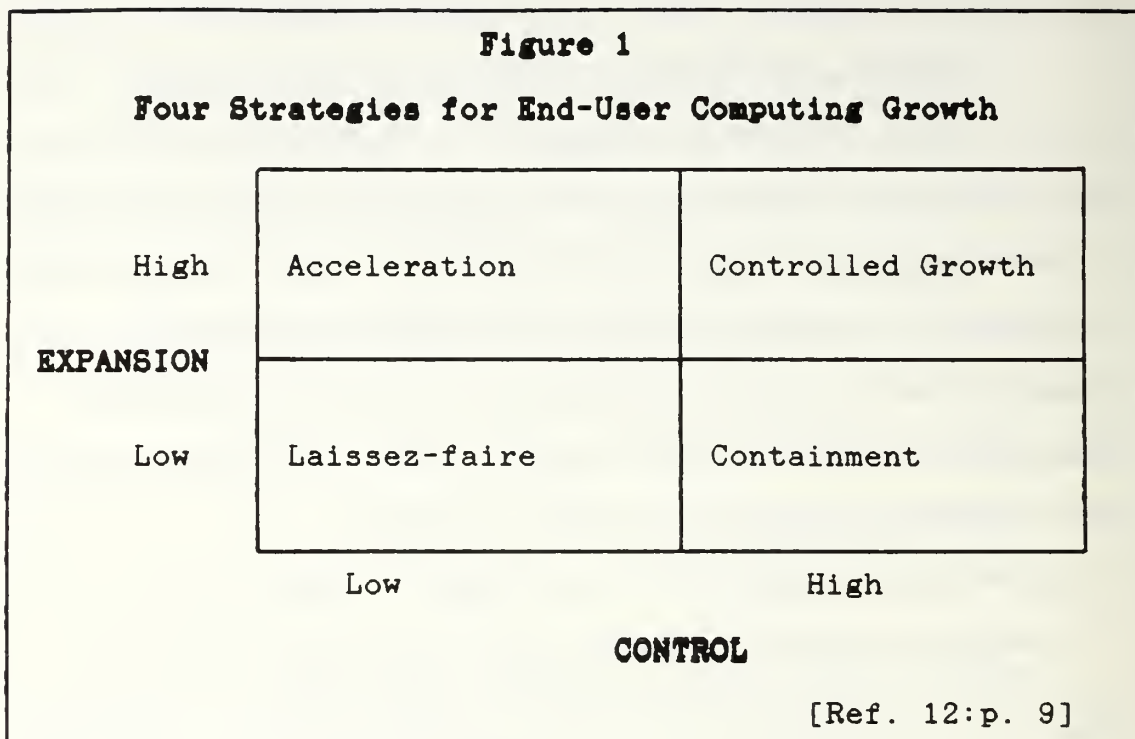 Figure 1
Four Strategies for End-User Computing Growth
High Acceleration Controlled Growth
EXPANSION
Low Laissez-faire Containment
Low High
CONTROL
[Ref. 12:p. 9]